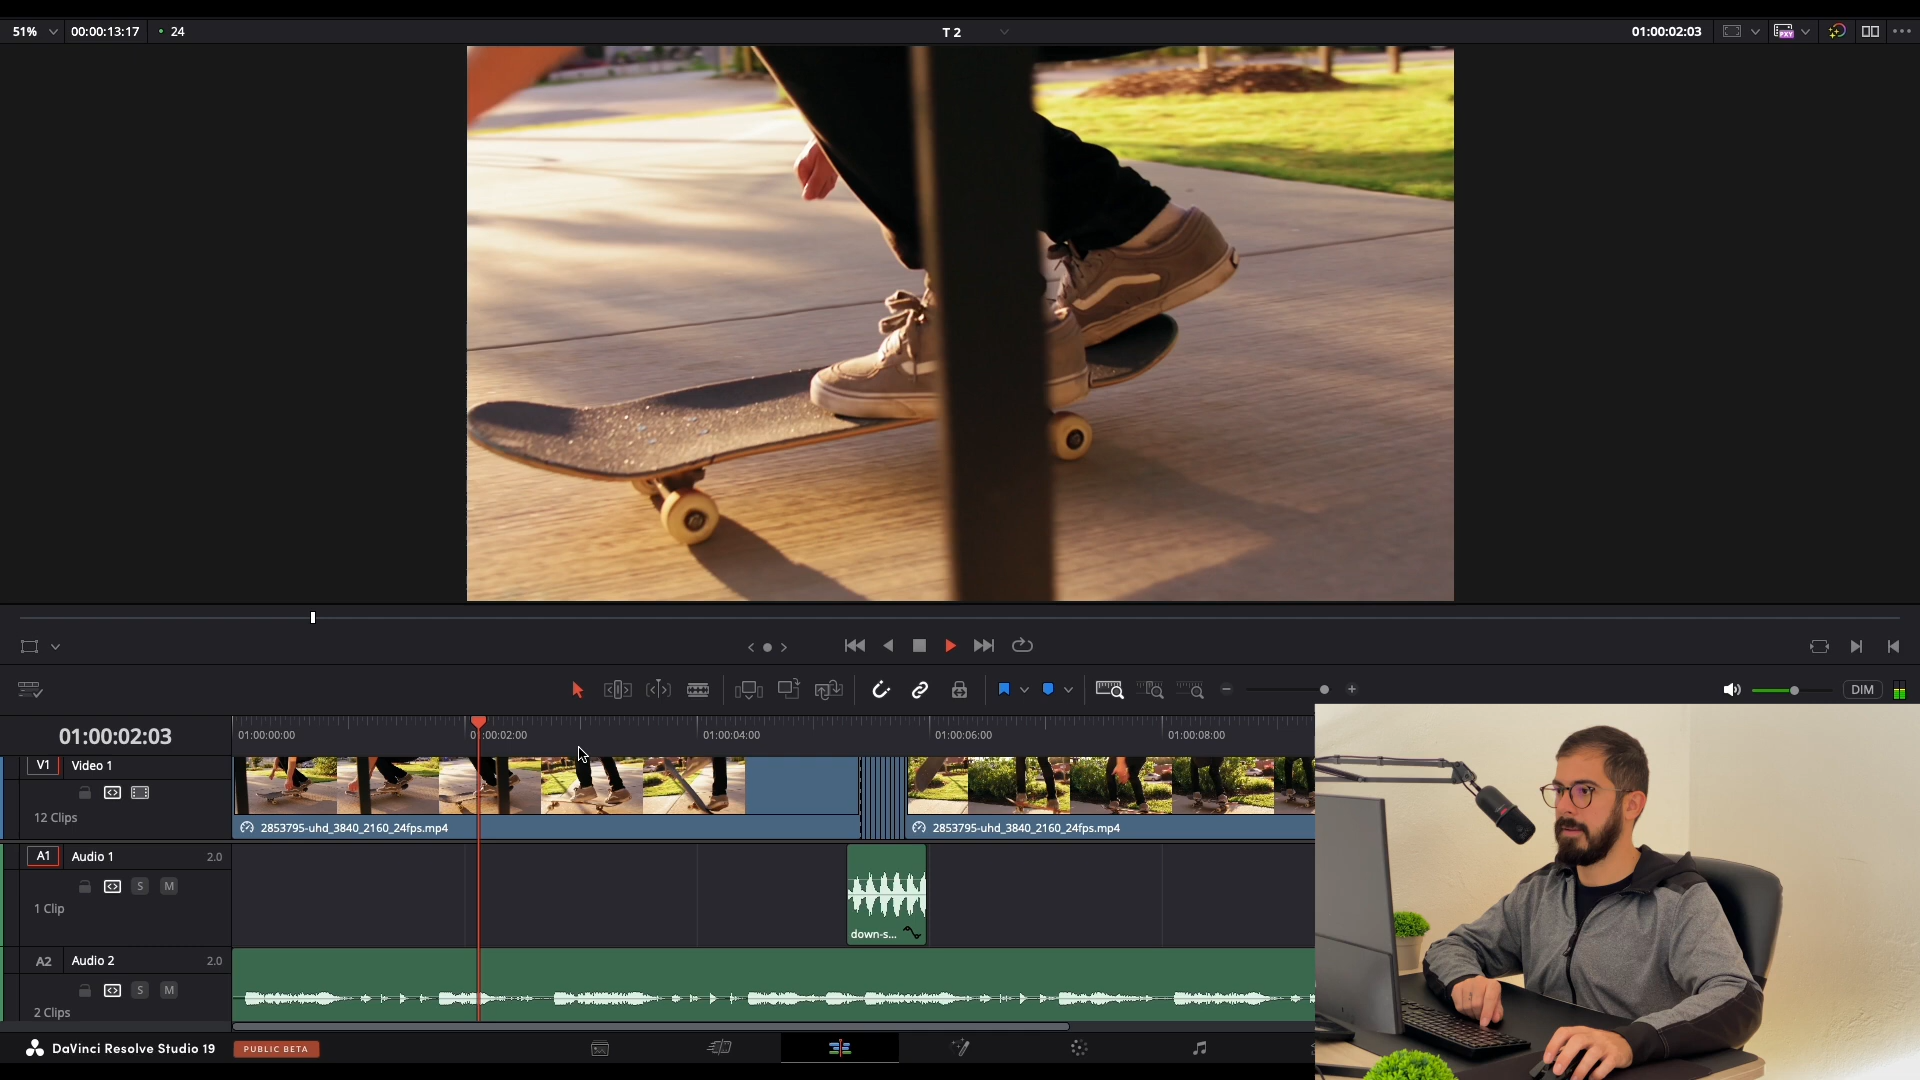 51% 00:00:13:17 24 T 2 01:00:02:03
PXY
DIM
01:00:02:03 01:00:00:00 01:00:02:00 01:00:04:00 01:00:06:00 01:00:08:00
V1 Video 1
12 Clips
2853795-uhd_3840_2160_24fps.mp4 2853795-uhd_3840_2160_24fps.mp4
A1 Audio 1 2.0
S M
1 Clip
down-s...
A2 Audio 2 2.0
S M
2 Clips
DaVinci Resolve Studio 19 PUBLIC BETA